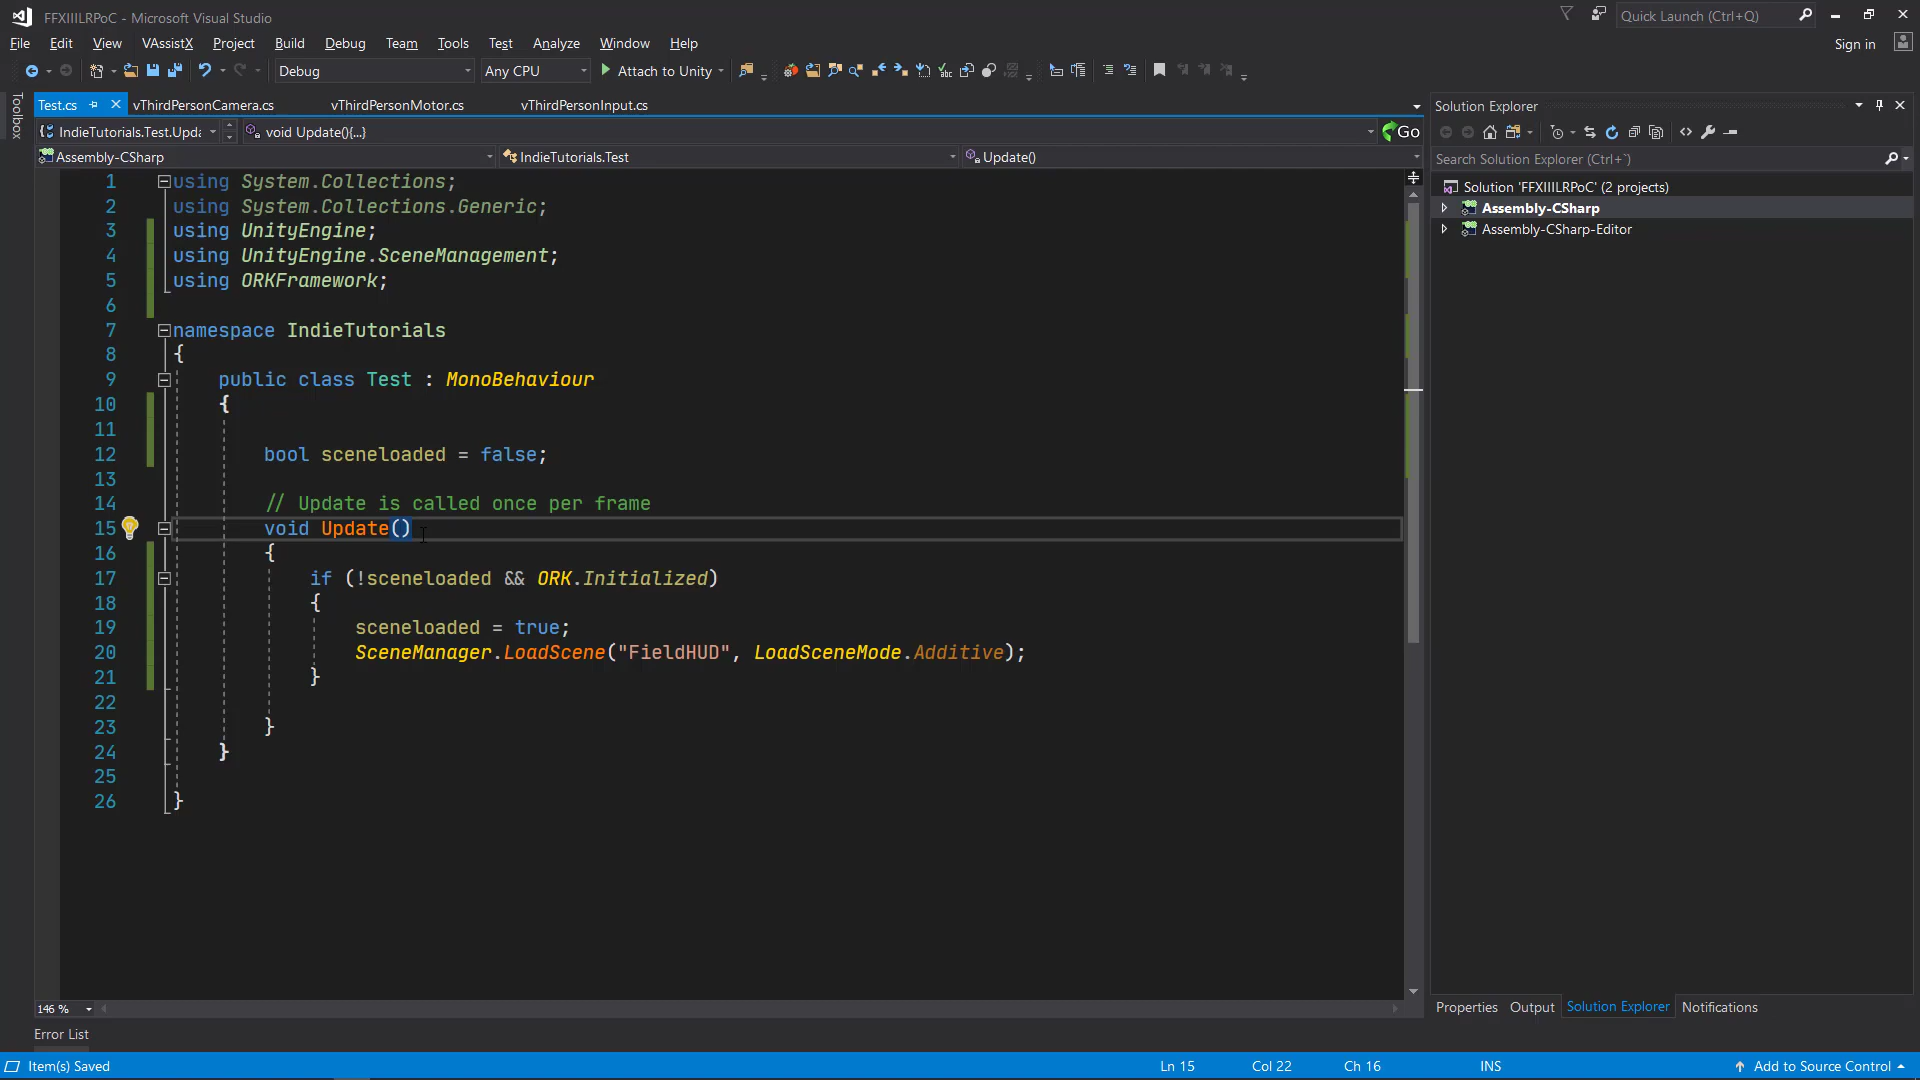 FFXIIILRPoC - Microsoft Visual Studio
Quick Launch (Ctrl+Q)
File Edit View VAssistX Project Build Debug Team Tools Test Analyze Window Help
Sign in
Debug Any CPU Attach to Unity
Toolbox
Test.cs vThirdPersonCamera.cs vThirdPersonMotor.cs vThirdPersonInput.cs
IndieTutorials.Test.Upda void Update(){...} Go
Assembly-CSharp IndieTutorials.Test Update()
1 using System.Collections;
2 using System.Collections.Generic;
3 using UnityEngine;
4 using UnityEngine.SceneManagement;
5 using ORKFramework;
6
7 namespace IndieTutorials
8 {
9 public class Test : MonoBehaviour
10 {
11
12 bool sceneloaded = false;
13
14 // Update is called once per frame
15 void Update()
16 {
17 if (!sceneloaded && ORK.Initialized)
18 {
19 sceneloaded = true;
20 SceneManager.LoadScene("FieldHUD", LoadSceneMode.Additive);
21 }
22
23 }
24 }
25
26 }
146 %
Error List
Solution Explorer
Search Solution Explorer (Ctrl+`)
Solution 'FFXIIILRPoC' (2 projects)
Assembly-CSharp
Assembly-CSharp-Editor
Properties Output Solution Explorer Notifications
Item(s) Saved Ln 15 Col 22 Ch 16 INS Add to Source Control